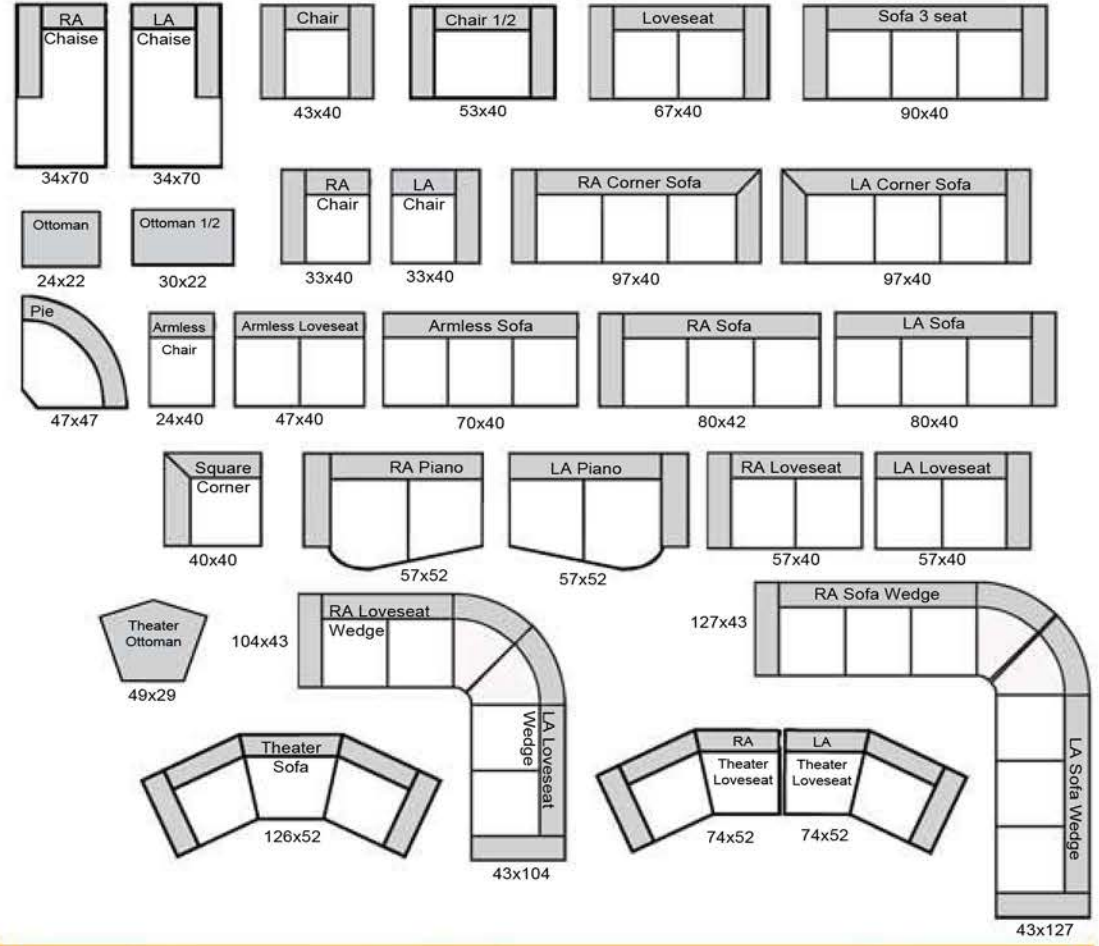 RA
Chaise
34x70
LA
Chaise
34x70
Chair
43x40
Chair 1/2
53x40
Loveseat
67x40
Sofa 3 seat
90x40
Ottoman
24x22
Ottoman 1/2
30x22
RA
Chair
33x40
LA
Chair
33x40
RA Corner Sofa
97x40
LA Corner Sofa
97x40
Pie
47x47
Armless
Chair
24x40
Armless Loveseat
47x40
Armless Sofa
70x40
RA Sofa
80x42
LA Sofa
80x40
Square
Corner
40x40
RA Piano
57x52
LA Piano
57x52
RA Loveseat
57x40
LA Loveseat
57x40
Theater
Ottoman
49x29
104x43
RA Loveseat
Wedge
LA Loveseat
Wedge
43x104
127x43
RA Sofa Wedge
LA Sofa Wedge
43x127
Theater
Sofa
126x52
RA
Theater
Loveseat
74x52
LA
Theater
Loveseat
74x52